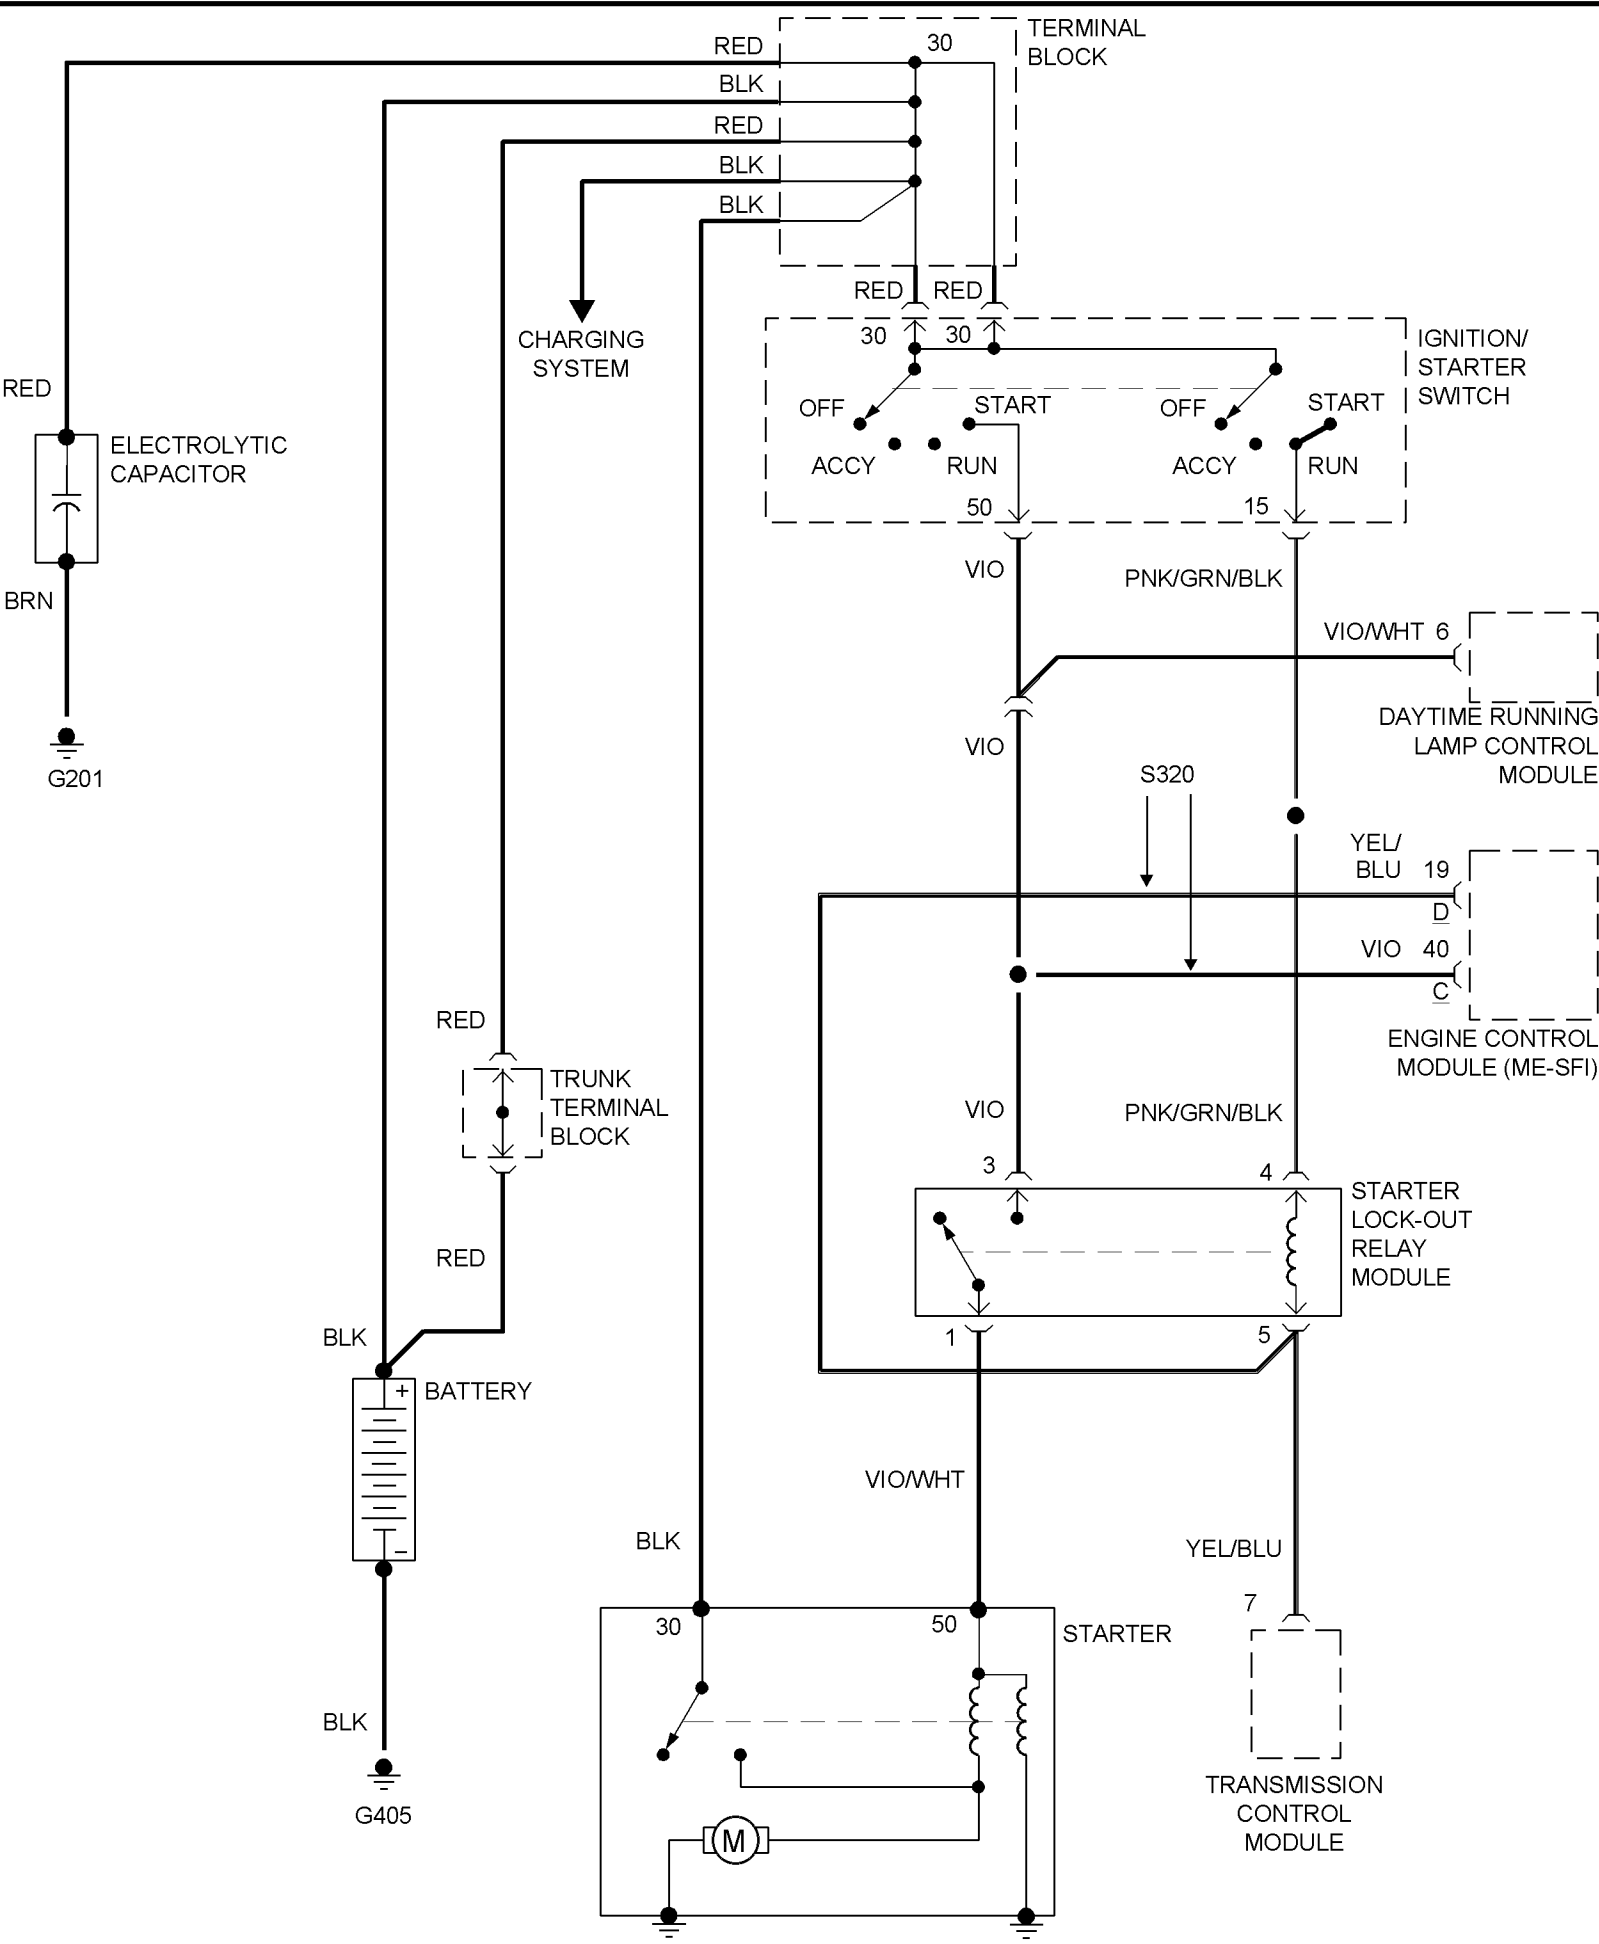 TERMINAL
BLOCK
30
RED
BLK
RED
BLK
BLK
RED RED
CHARGING
SYSTEM
30 30
IGNITION/
STARTER
SWITCH
OFF START
ACCY RUN
OFF START
ACCY RUN
50
15
RED
ELECTROLYTIC
CAPACITOR
BRN
G201
VIO
PNK/GRN/BLK
VIO/WHT 6
DAYTIME RUNNING
LAMP CONTROL
MODULE
VIO
S320
YEL/
BLU 19
D
VIO 40
C
ENGINE CONTROL
MODULE (ME-SFI)
RED
TRUNK
TERMINAL
BLOCK
RED
VIO
PNK/GRN/BLK
3
4
STARTER
LOCK-OUT
RELAY
MODULE
1
5
BLK
+
BATTERY
–
BLK
G405
VIO/WHT
BLK
YEL/BLU
7
30
50
STARTER
M
TRANSMISSION
CONTROL
MODULE